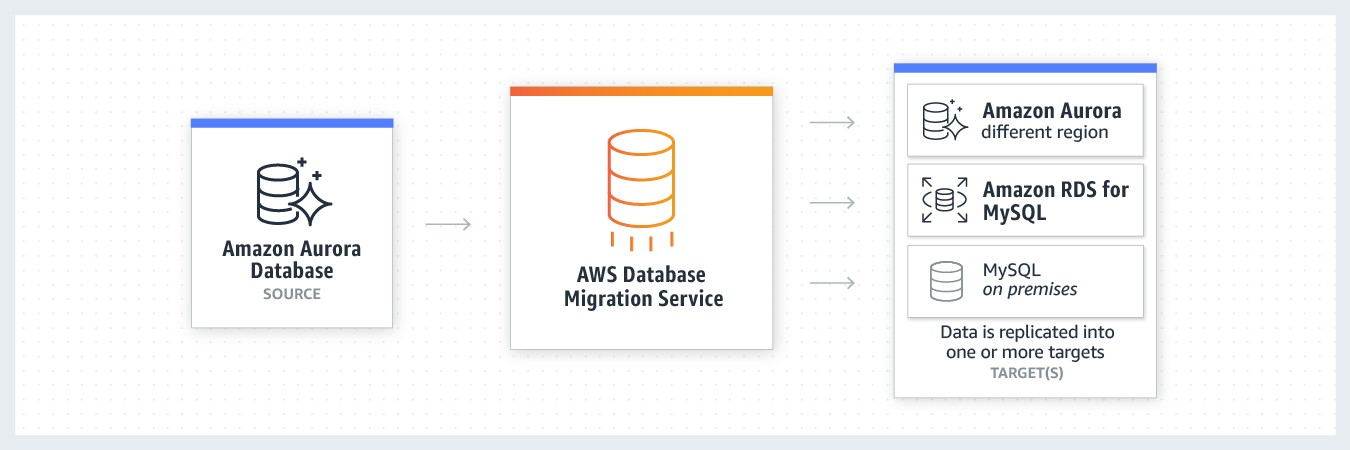 Amazon Aurora
Database
SOURCE
AWS Database
Migration Service
Amazon Aurora
different region
Amazon RDS for
MySQL
MySQL
on premises
Data is replicated into
one or more targets
TARGET(S)